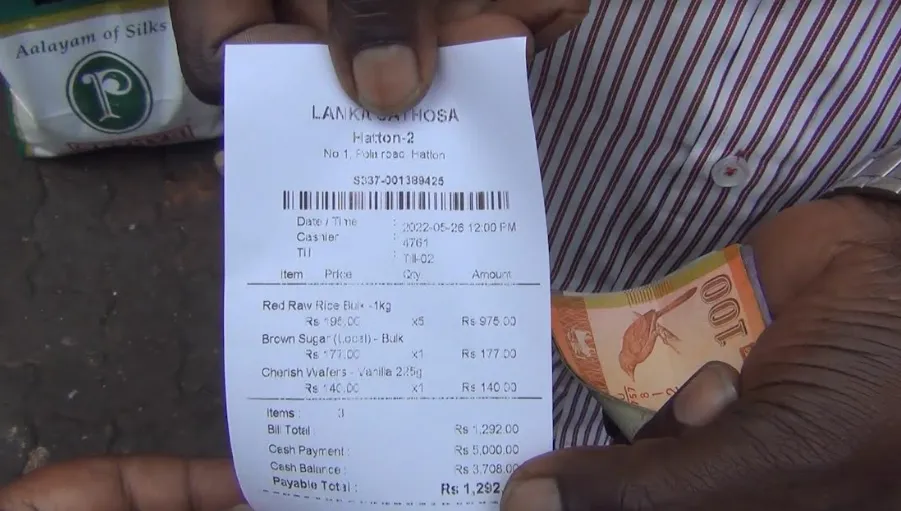 Aalayam of Silks
LANKA SATHOSA
Hatton-2
No 1, Pola road, Hatton
S337-001389425
Date / Time : 2022-05-26 12:00 PM
Cashier : 4761
Till : Till-02
Item Price Qty Amount
Red Raw Rice Bulk -1kg
Rs 195.00 x5 Rs 975.00
Brown Sugar (Local) - Bulk
Rs 177.00 x1 Rs 177.00
Cherish Wafers - Vanilla 225g
Rs 140.00 x1 Rs 140.00
Items : 3
Bill Total : Rs 1,292.00
Cash Payment : Rs 5,000.00
Cash Balance : Rs 3,708.00
Payable Total : Rs 1,292.
100